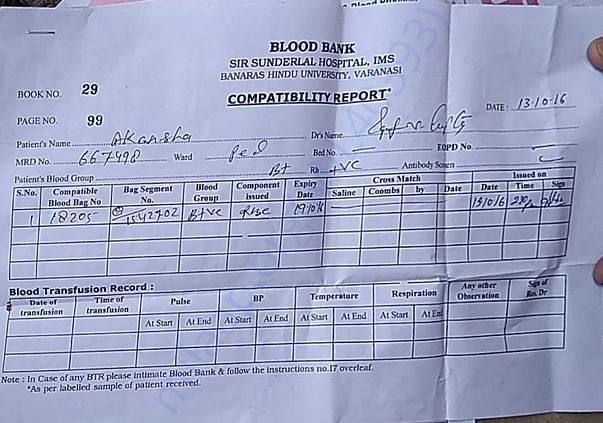 BLOOD BANK
SIR SUNDERLAL HOSPITAL, IMS
BANARAS HINDU UNIVERSITY, VARANASI
BOOK NO. 29
COMPATIBILITY REPORT*
DATE : 13-10-16
PAGE NO. 99
Patient's Name Akansha Dr's Name
MRD No. 667498 Ward Ped Bed No. EOPD No.
Patient's Blood Group B+ Rh +ve Antibody Screen
S.No. Compatible Blood Bag No Bag Segment No. Blood Group Component issued Expiry Date Cross Match Saline Coombs by Date Issued on Date Time Sign
1 18205 1542702 B+ve RBC 19/10/16 13/10/16
Blood Transfusion Record :
Date of transfusion Time of transfusion Pulse BP Temperature Respiration Any other Observation Sign of Res. Dr
At Start At End At Start At End At Start At End At Start At End
Note : In Case of any BTR please intimate Blood Bank & follow the instructions no.17 overleaf.
*As per labelled sample of patient received.